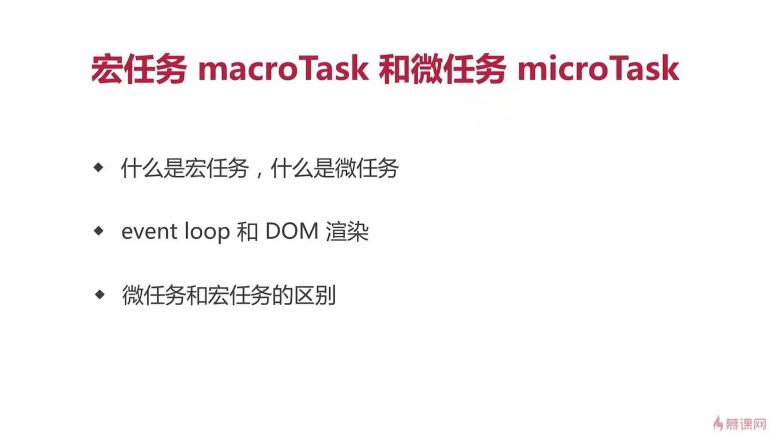 宏任务 macroTask 和微任务 microTask
什么是宏任务，什么是微任务
event loop 和 DOM 渲染
微任务和宏任务的区别
慕课网